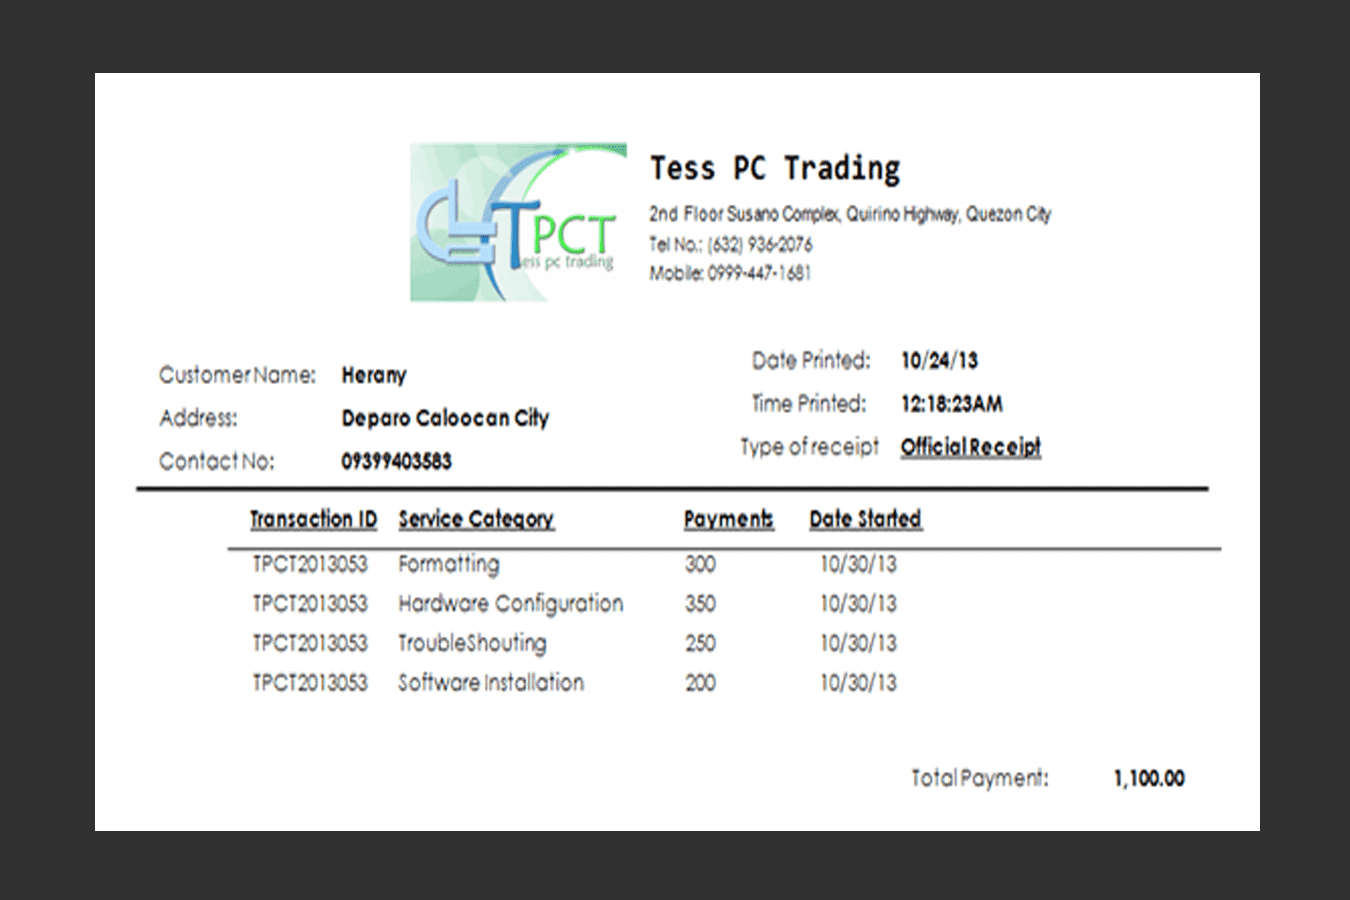 TPCT
ess pc trading
Tess PC Trading
2nd Floor Susano Complex, Quirino Highway, Quezon City
Tel No.: (632) 936-2076
Mobile: 0999-447-1681
Customer Name: Herany
Address: Deparo Caloocan City
Contact No: 09399403583
Date Printed: 10/24/13
Time Printed: 12:18:23AM
Type of receipt Official Receipt
Transaction ID Service Category Payments Date Started
TPCT2013053 Formatting 300 10/30/13
TPCT2013053 Hardware Configuration 350 10/30/13
TPCT2013053 TroubleShouting 250 10/30/13
TPCT2013053 Software Installation 200 10/30/13
Total Payment: 1,100.00